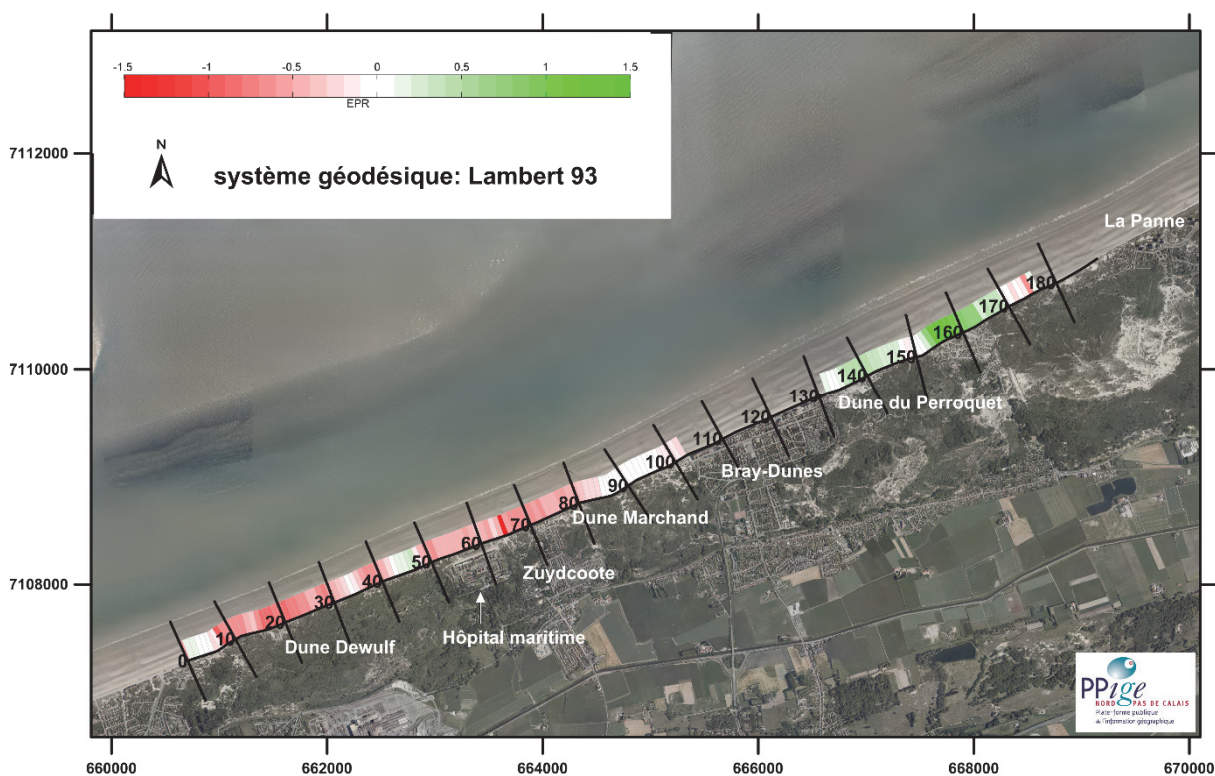 -1.5 -1 -0.5 0 0.5 1 1.5
EPR
N
système géodésique: Lambert 93
7112000
7110000
7108000
La Panne
180
170
160
150
140
130
Dune du Perroquet
120
110
100
Bray-Dunes
90
80
Dune Marchand
70
60
Zuydcoote
50
40
Hôpital maritime
30
20
Dune Dewulf
10
0
PPige
NORD PAS DE CALAIS
Plate-forme publique
de l'information géographique
660000 662000 664000 666000 668000 670000